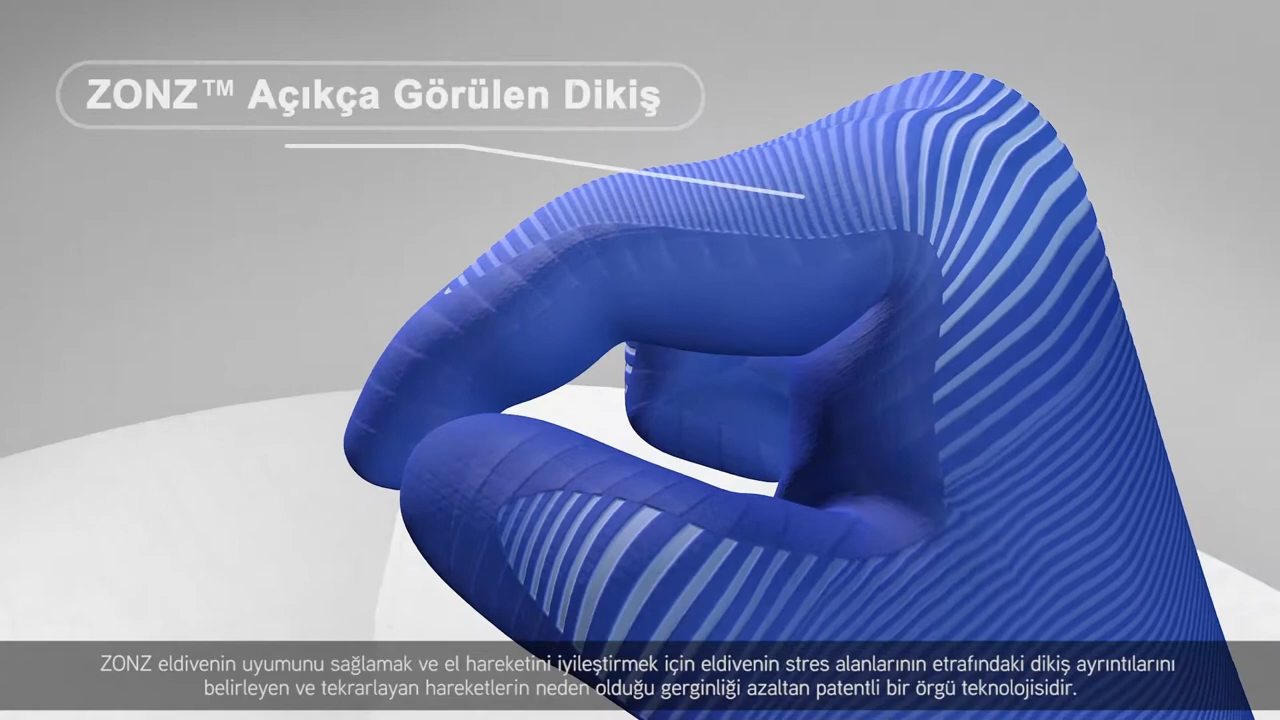 ZONZ™ Açıkça Görülen Dikiş
ZONZ eldivenin uyumunu sağlamak ve el hareketini iyileştirmek için eldivenin stres alanlarının etrafındaki dikiş ayrıntılarını
belirleyen ve tekrarlayan hareketlerin neden olduğu gerginliği azaltan patentli bir örgü teknolojisidir.